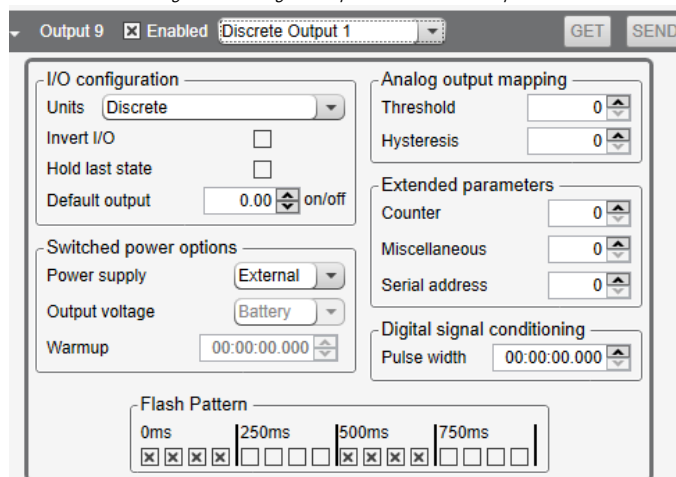 Output 9 Enabled Discrete Output 1 GET SEND
I/O configuration
Units Discrete
Invert I/O
Hold last state
Default output 0.00 on/off
Switched power options
Power supply External
Output voltage Battery
Warmup 00:00:00.000
Analog output mapping
Threshold 0
Hysteresis 0
Extended parameters
Counter 0
Miscellaneous 0
Serial address 0
Digital signal conditioning
Pulse width 00:00:00.000
Flash Pattern
0ms 250ms 500ms 750ms